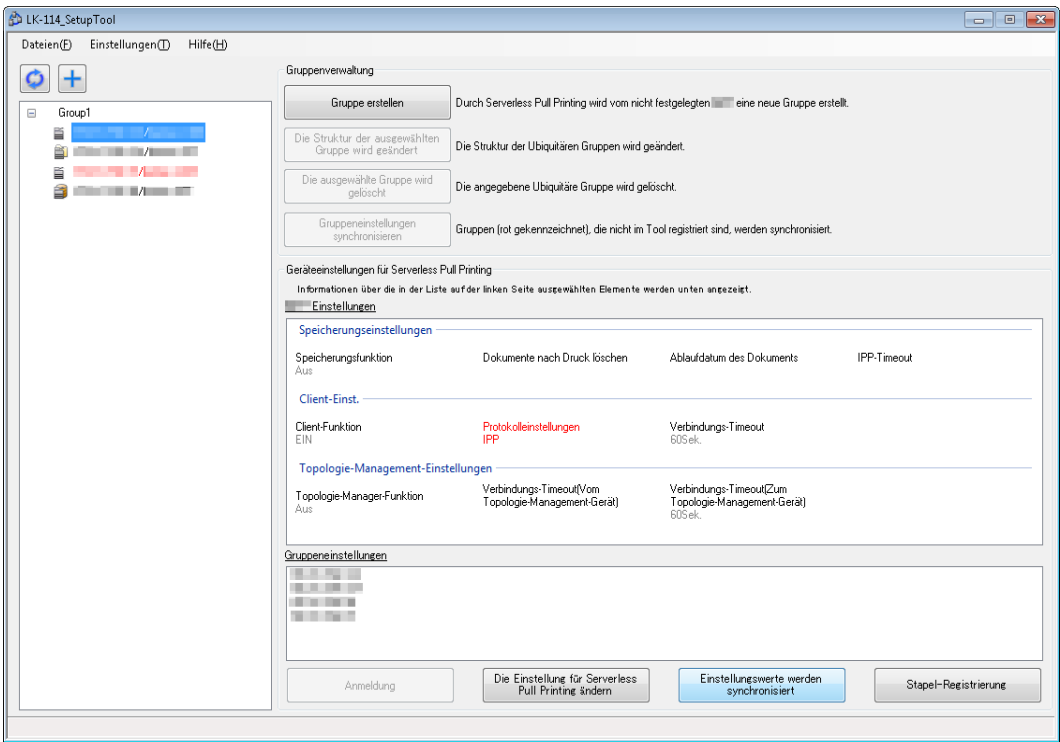 LK-114_SetupTool
Dateien(F) Einstellungen(T) Hilfe(H)
Group1
Gruppenverwaltung
Gruppe erstellen
Durch Serverless Pull Printing wird vom nicht festgelegten eine neue Gruppe erstellt.
Die Struktur der ausgewählten
Gruppe wird geändert
Die Struktur der Ubiquitären Gruppen wird geändert.
Die ausgewählte Gruppe wird
gelöscht
Die angegebene Ubiquitäre Gruppe wird gelöscht.
Gruppeneinstellungen
synchronisieren
Gruppen (rot gekennzeichnet), die nicht im Tool registriert sind, werden synchronisiert.
Geräteeinstellungen für Serverless Pull Printing
Informationen über die in der Liste auf der linken Seite ausgewählten Elemente werden unten angezeigt.
Einstellungen
Speicherungseinstellungen
Speicherungsfunktion
Aus
Dokumente nach Druck löschen
Ablaufdatum des Dokuments
IPP-Timeout
Client-Einst.
Client-Funktion
EIN
Protokolleinstellungen
IPP
Verbindungs-Timeout
60Sek.
Topologie-Management-Einstellungen
Topologie-Manager-Funktion
Aus
Verbindungs-Timeout(Vom
Topologie-Management-Gerät)
Verbindungs-Timeout(Zum
Topologie-Management-Gerät)
60Sek.
Gruppeneinstellungen
Anmeldung
Die Einstellung für Serverless
Pull Printing ändern
Einstellungswerte werden
synchronisiert
Stapel-Registrierung